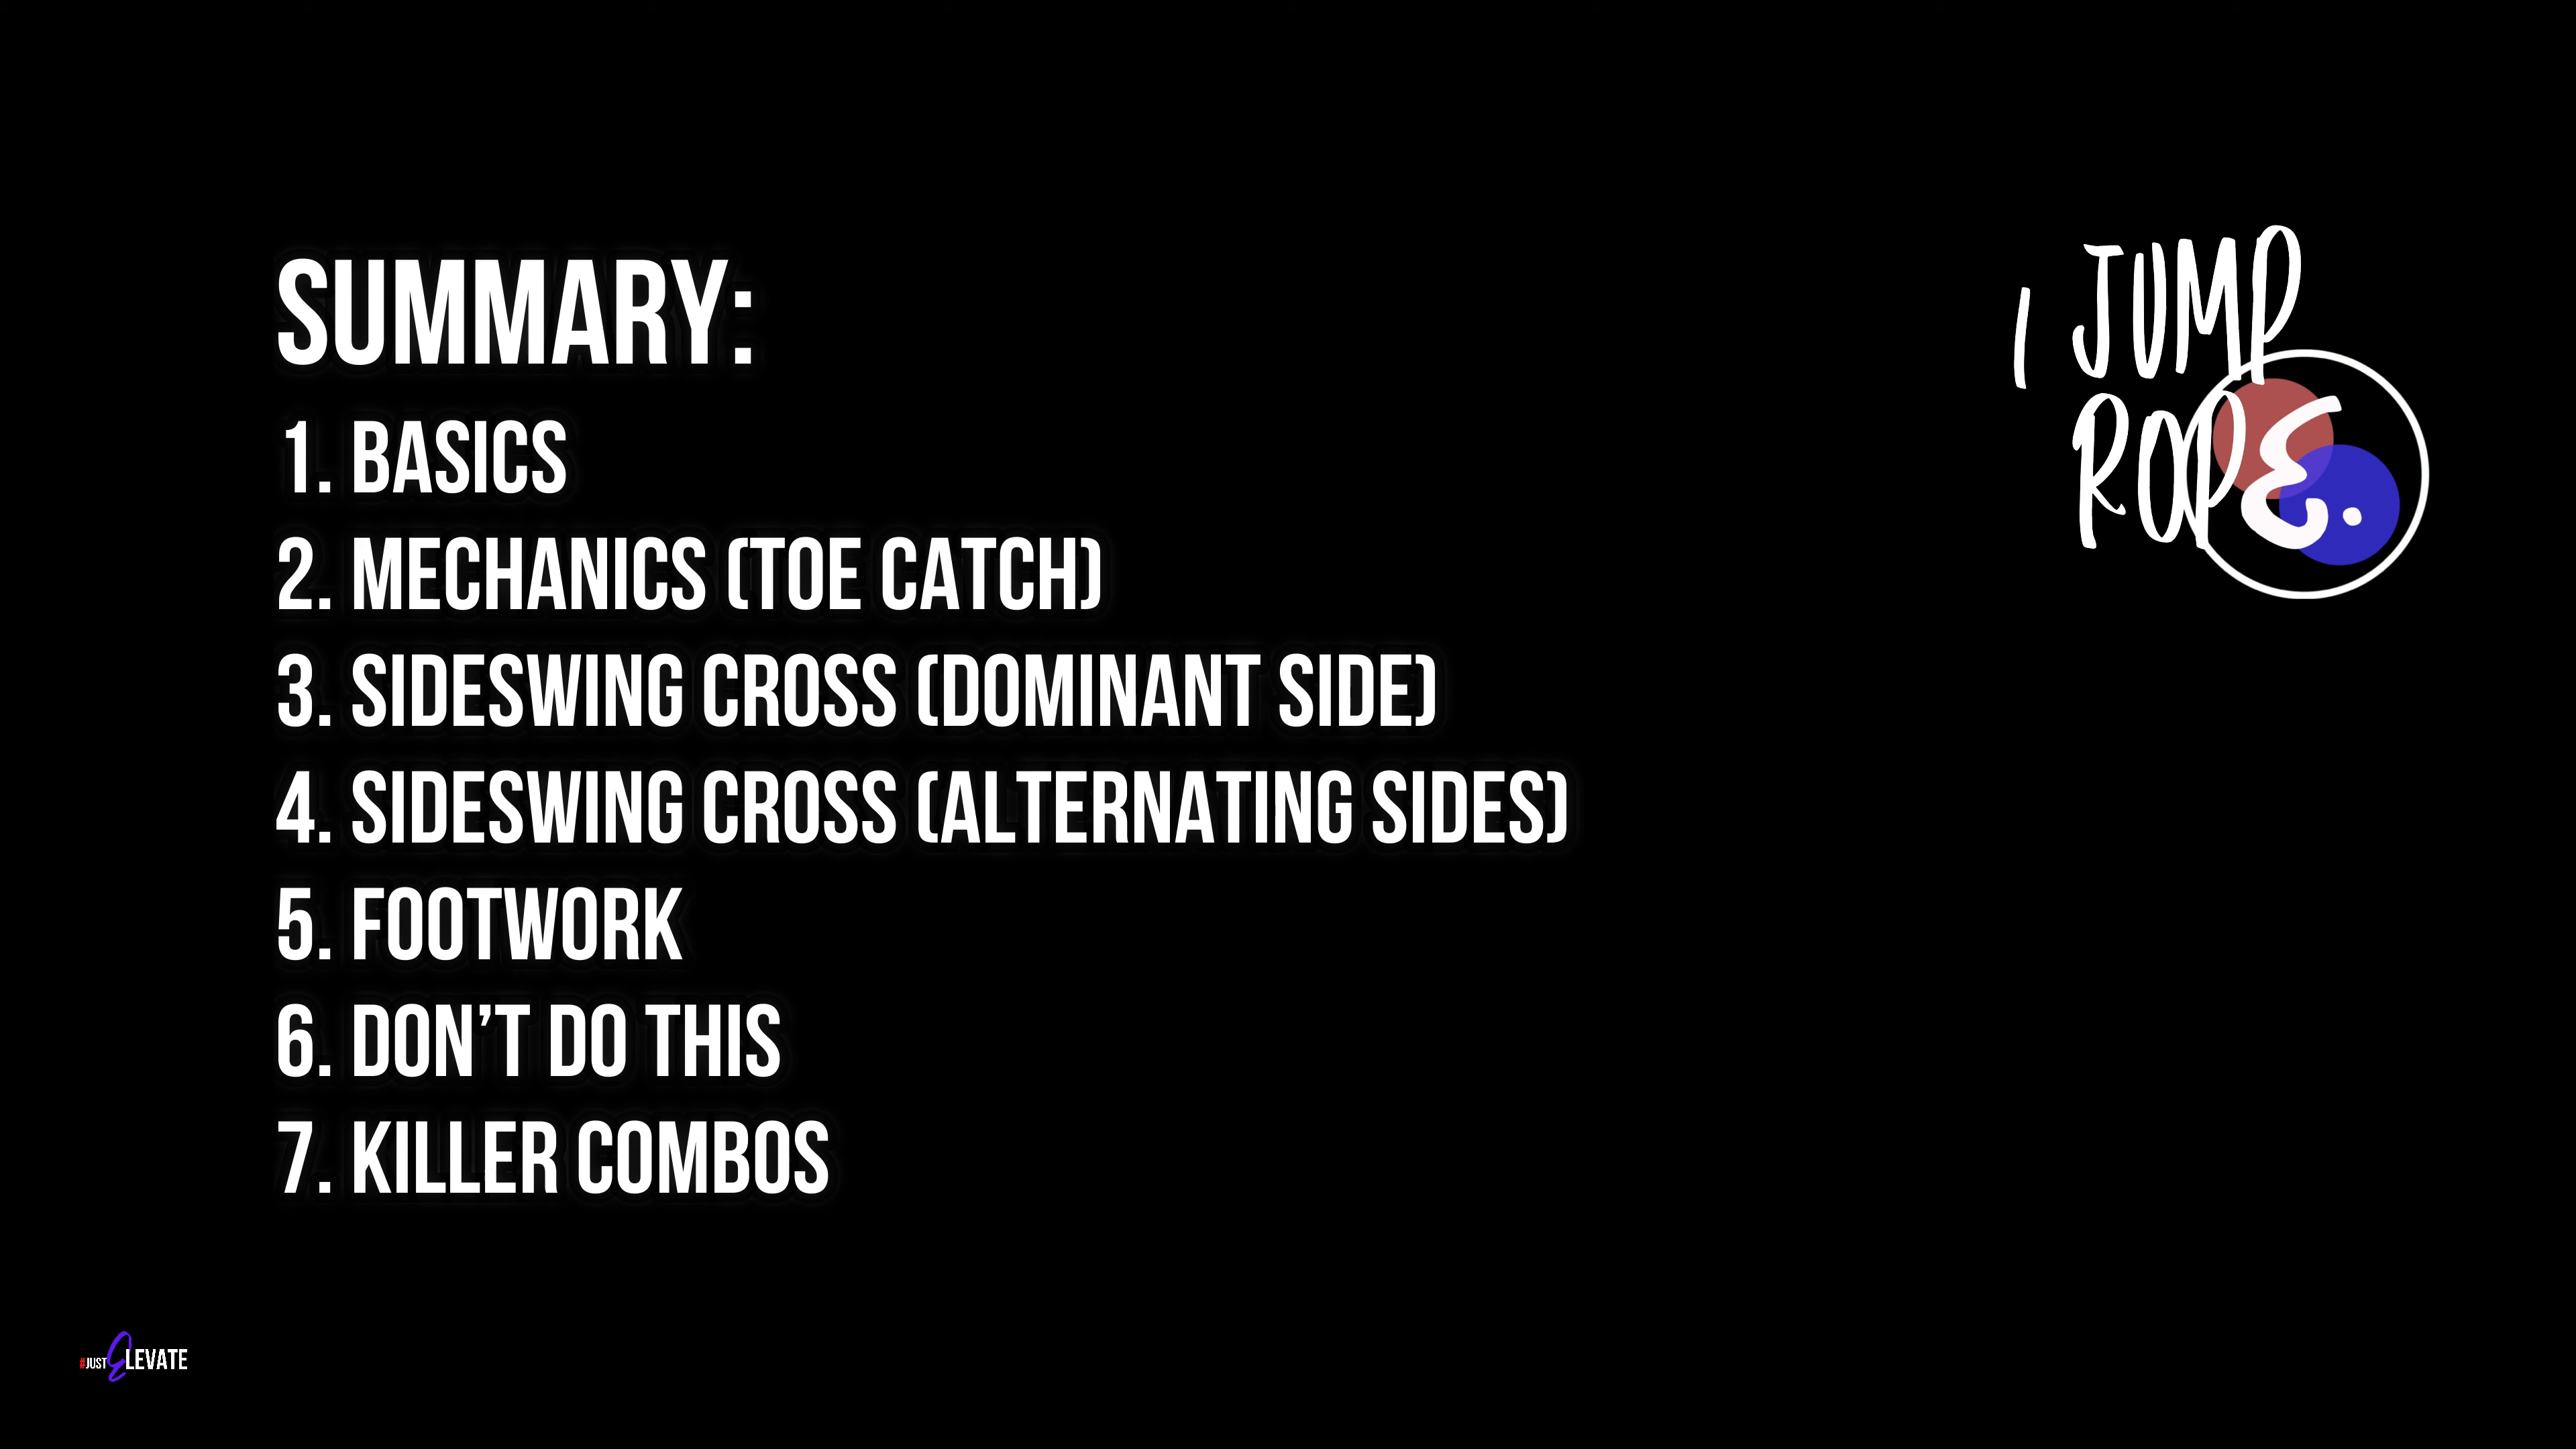 SUMMARY:
1. BASICS
2. MECHANICS (TOE CATCH)
3. SIDESWING CROSS (DOMINANT SIDE)
4. SIDESWING CROSS (ALTERNATING SIDES)
5. FOOTWORK
6. DON'T DO THIS
7. KILLER COMBOS
I JUMP
ROPE.
#JUST ELEVATE